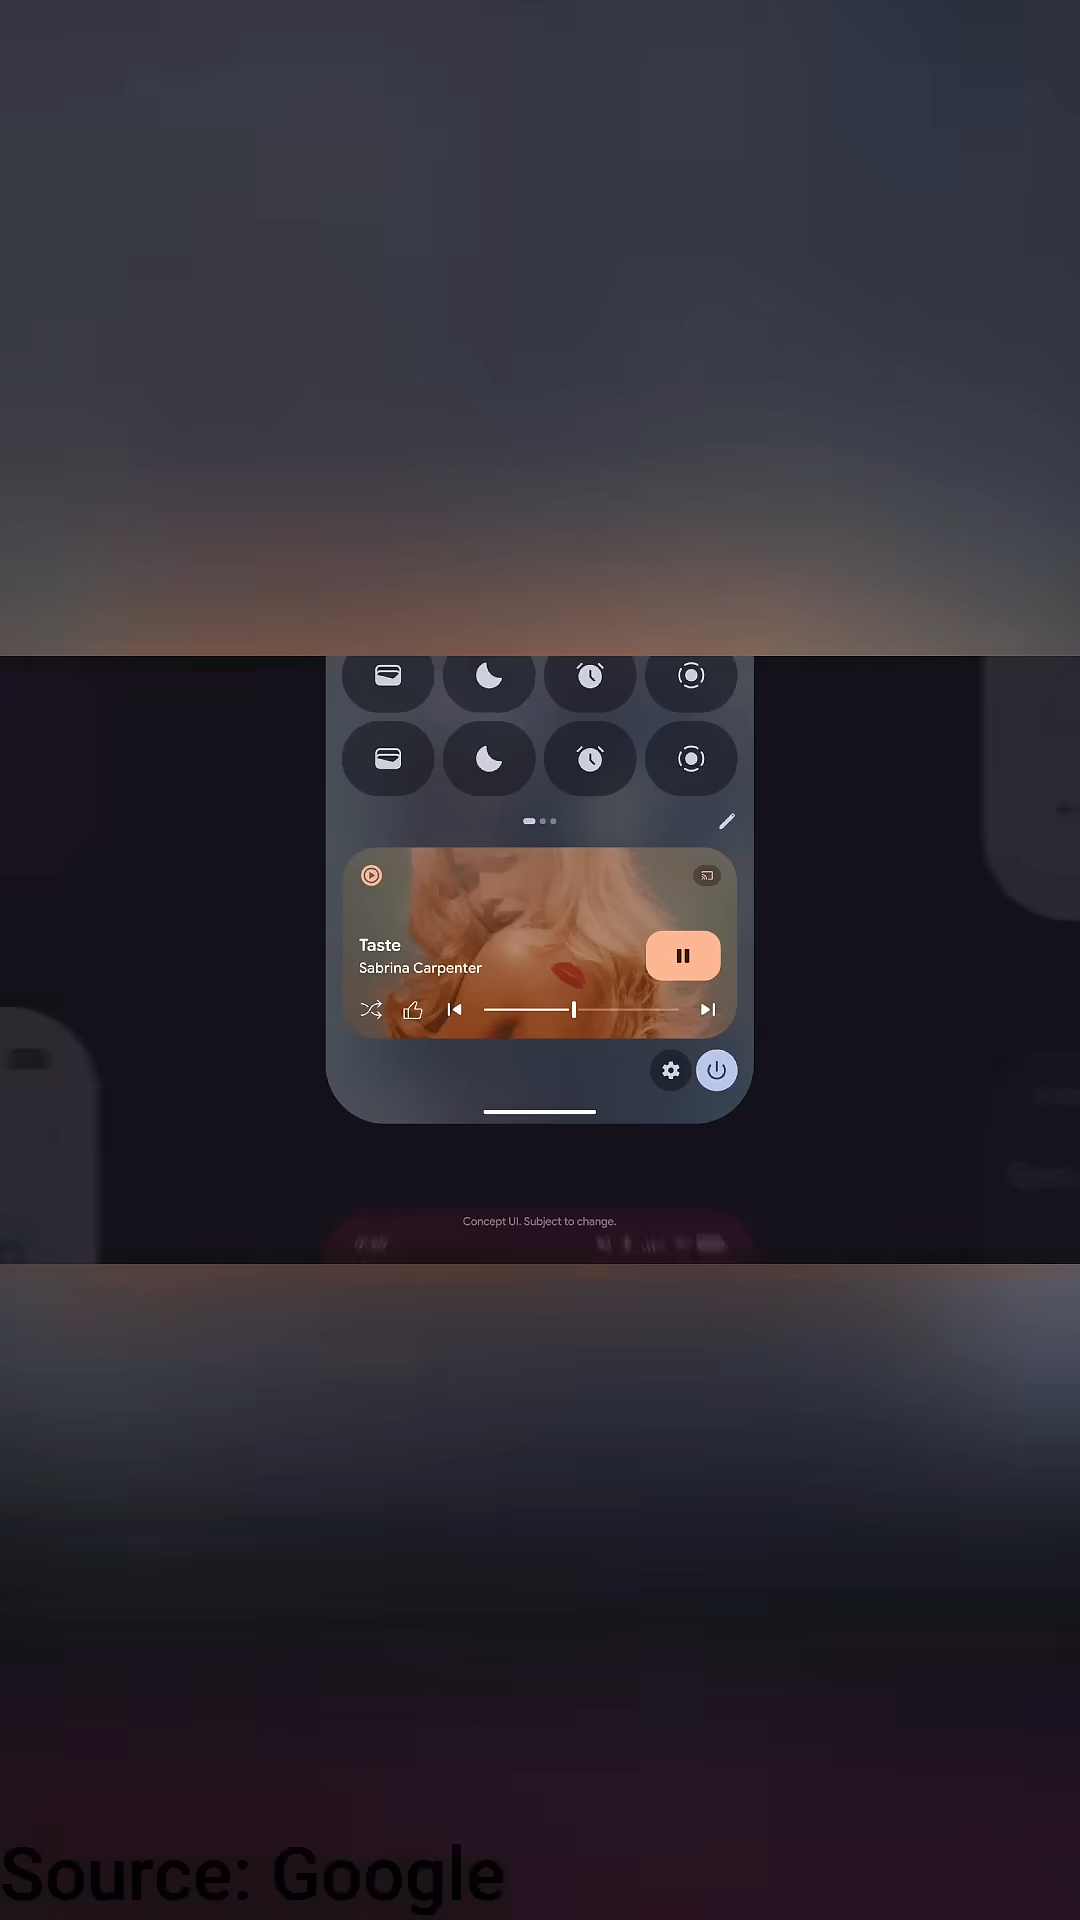 Taste
Sabrina Carpenter
Concept UI. Subject to change.
Source: Google